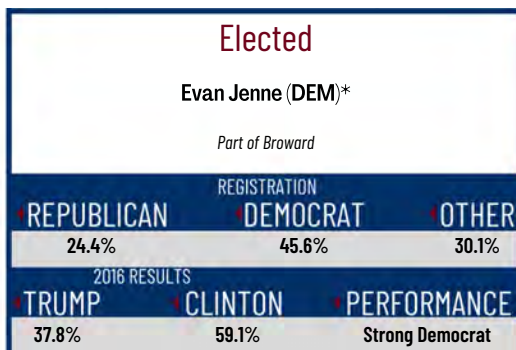 Elected
Evan Jenne (DEM)*
Part of Broward
REGISTRATION
REPUBLICAN DEMOCRAT OTHER
24.4% 45.6% 30.1%
2016 RESULTS
TRUMP CLINTON PERFORMANCE
37.8% 59.1% Strong Democrat